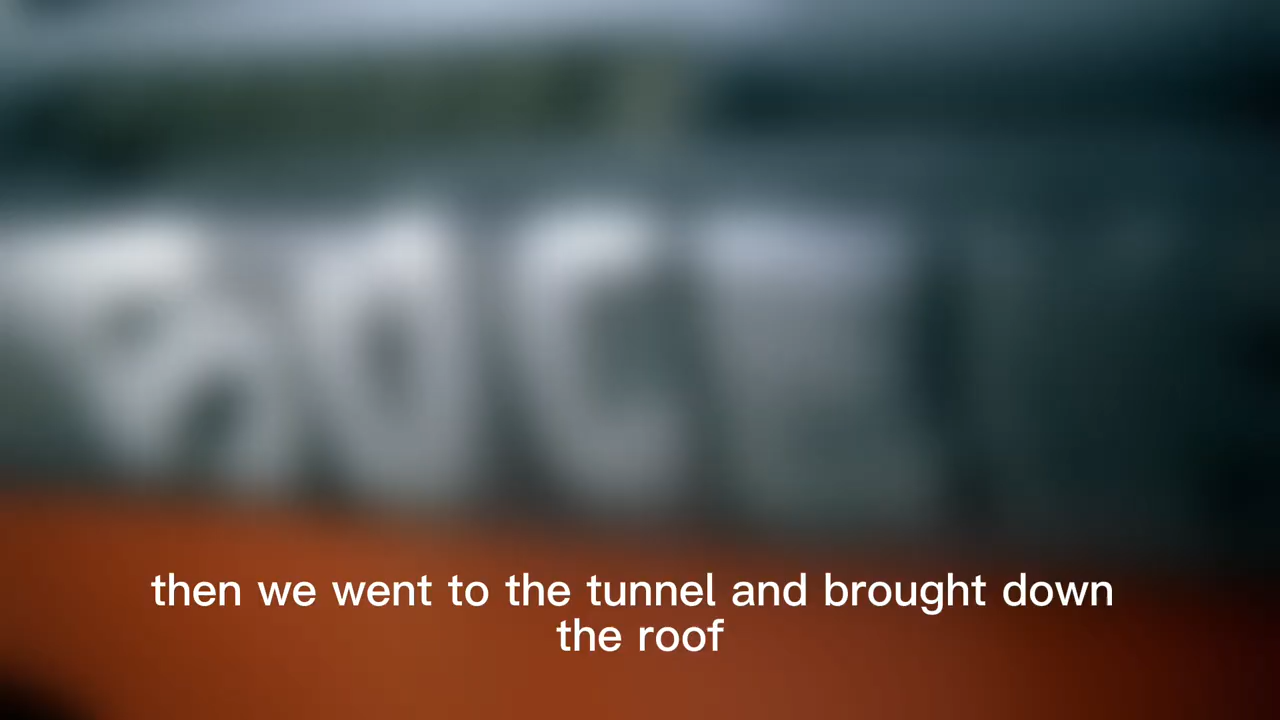 then we went to the tunnel and brought down
the roof